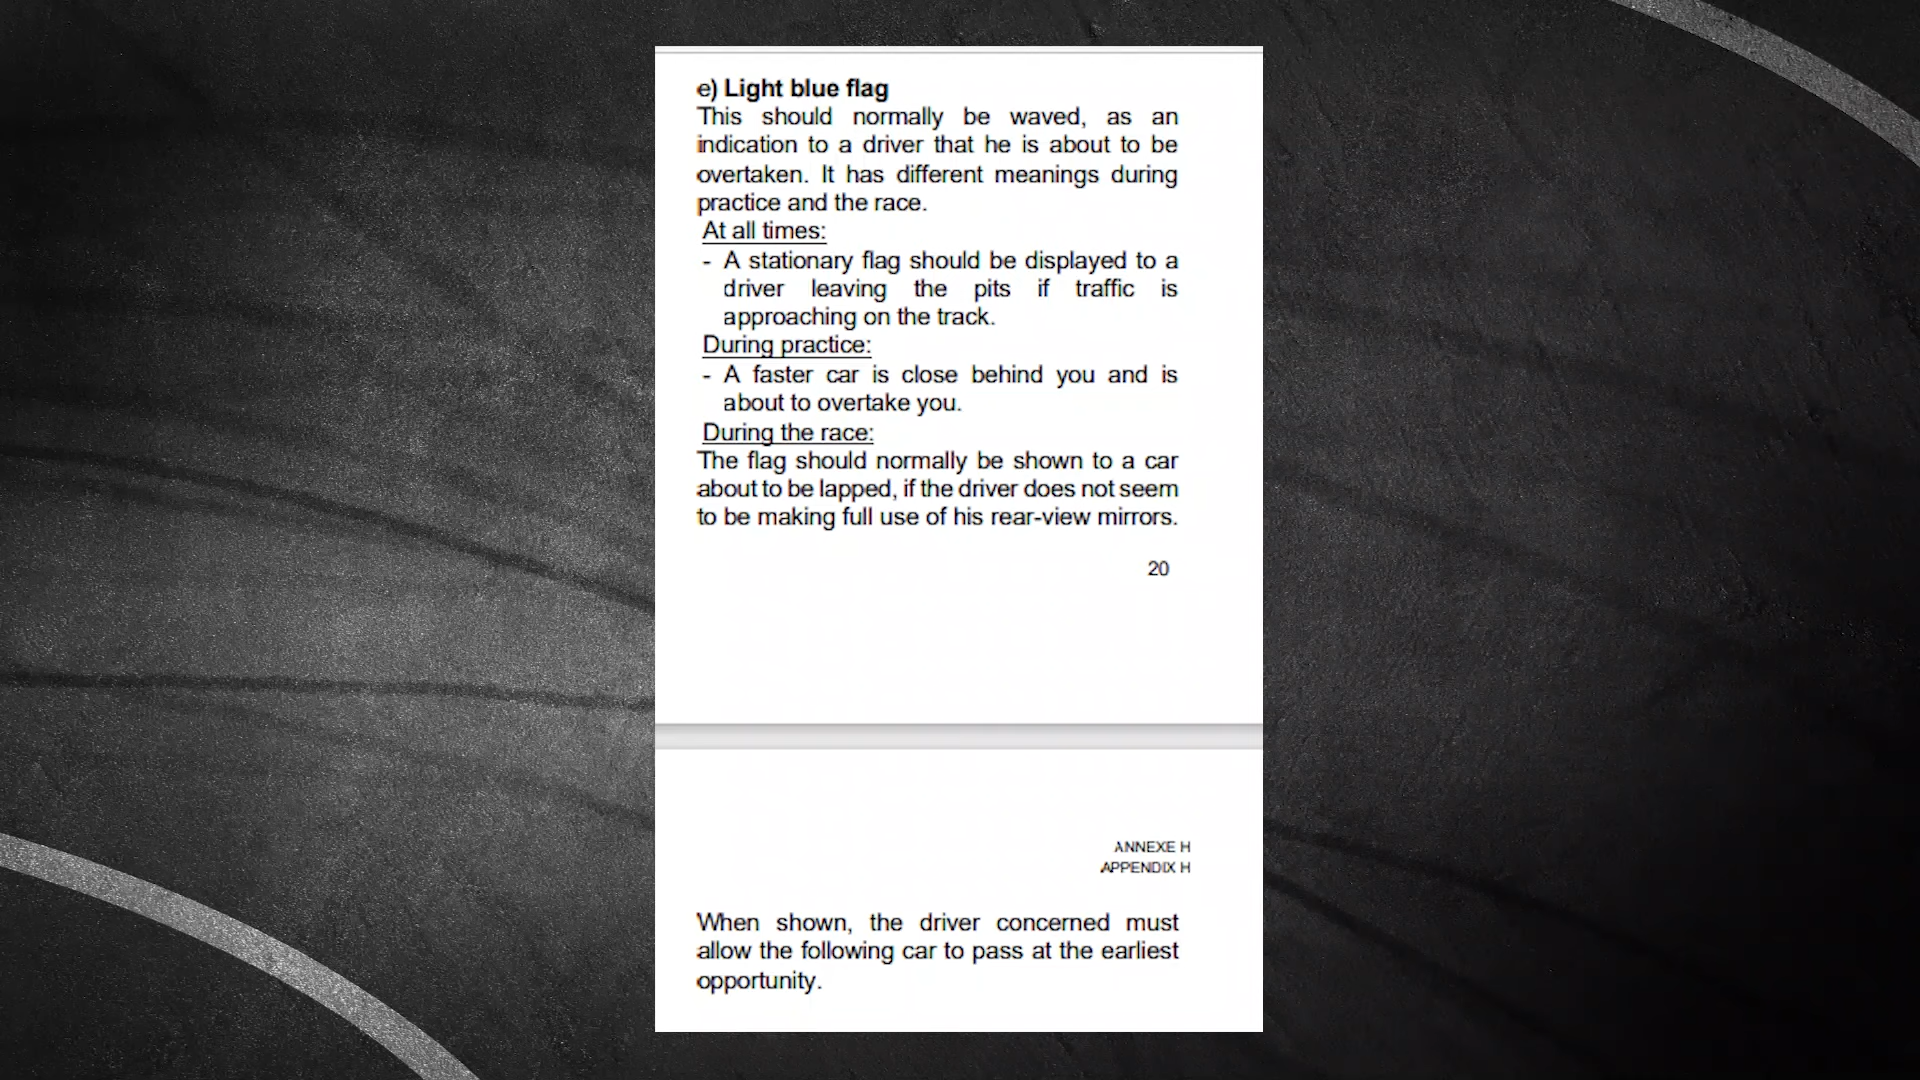 e) Light blue flag
This should normally be waved, as an
indication to a driver that he is about to be
overtaken. It has different meanings during
practice and the race.
At all times:
- A stationary flag should be displayed to a
driver leaving the pits if traffic is
approaching on the track.
During practice:
- A faster car is close behind you and is
about to overtake you.
During the race:
The flag should normally be shown to a car
about to be lapped, if the driver does not seem
to be making full use of his rear-view mirrors.
20
ANNEXE H
APPENDIX H
When shown, the driver concerned must
allow the following car to pass at the earliest
opportunity.